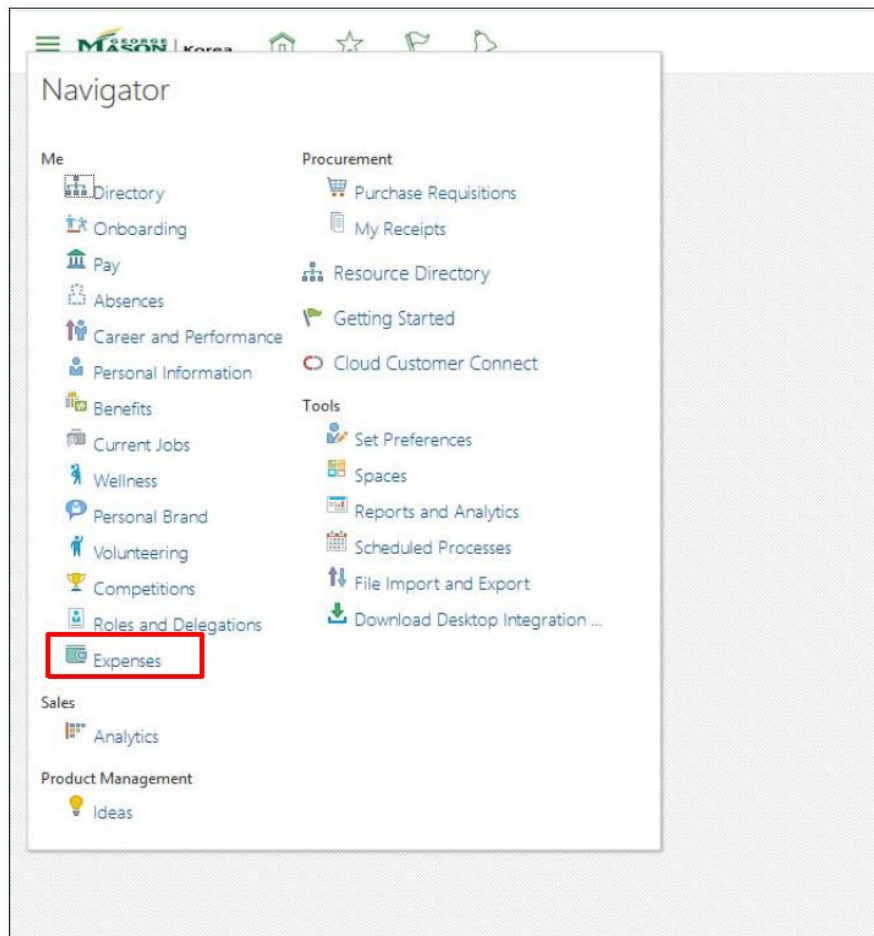 GEORGE
MASON | Korea
Navigator
Me
Directory
Onboarding
Pay
Absences
Career and Performance
Personal Information
Benefits
Current Jobs
Wellness
Personal Brand
Volunteering
Competitions
Roles and Delegations
Expenses
Sales
Analytics
Product Management
Ideas
Procurement
Purchase Requisitions
My Receipts
Resource Directory
Getting Started
Cloud Customer Connect
Tools
Set Preferences
Spaces
Reports and Analytics
Scheduled Processes
File Import and Export
Download Desktop Integration ...